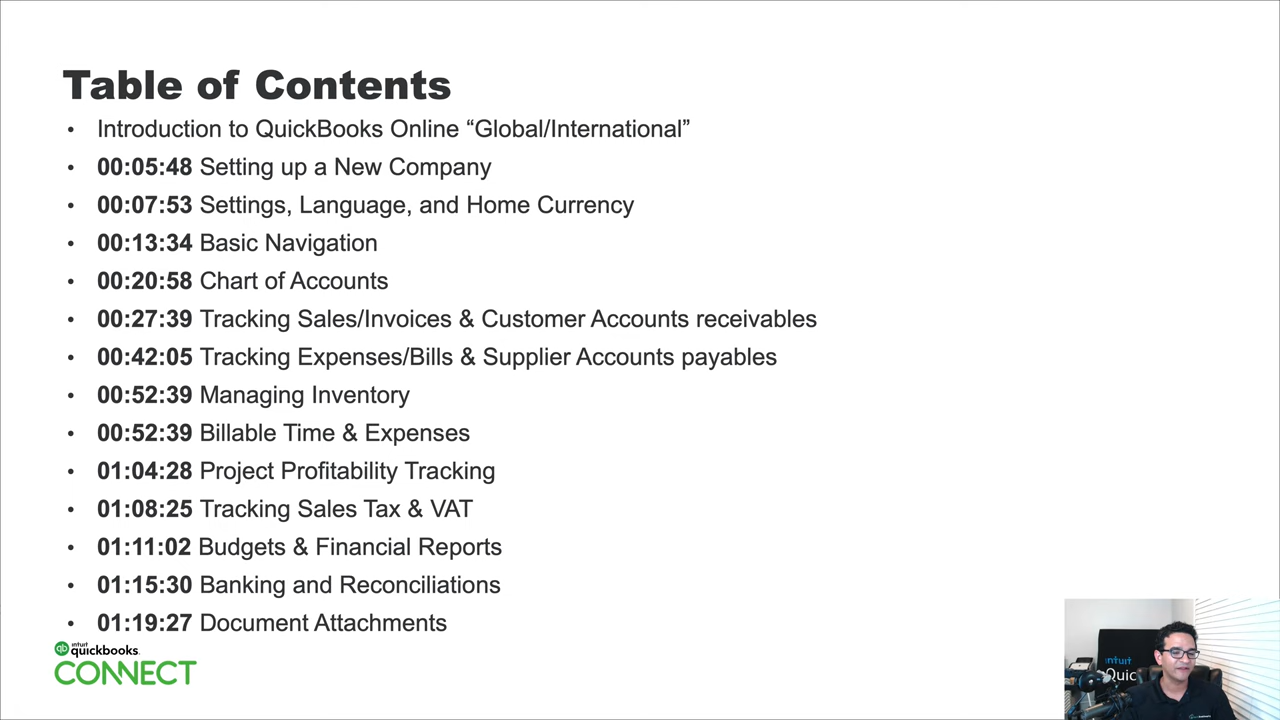 Table of Contents
• Introduction to QuickBooks Online “Global/International”
• 00:05:48 Setting up a New Company
• 00:07:53 Settings, Language, and Home Currency
• 00:13:34 Basic Navigation
• 00:20:58 Chart of Accounts
• 00:27:39 Tracking Sales/Invoices & Customer Accounts receivables
• 00:42:05 Tracking Expenses/Bills & Supplier Accounts payables
• 00:52:39 Managing Inventory
• 00:52:39 Billable Time & Expenses
• 01:04:28 Project Profitability Tracking
• 01:08:25 Tracking Sales Tax & VAT
• 01:11:02 Budgets & Financial Reports
• 01:15:30 Banking and Reconciliations
• 01:19:27 Document Attachments
qb intuit quickbooks.
CONNECT
intuit
Quic